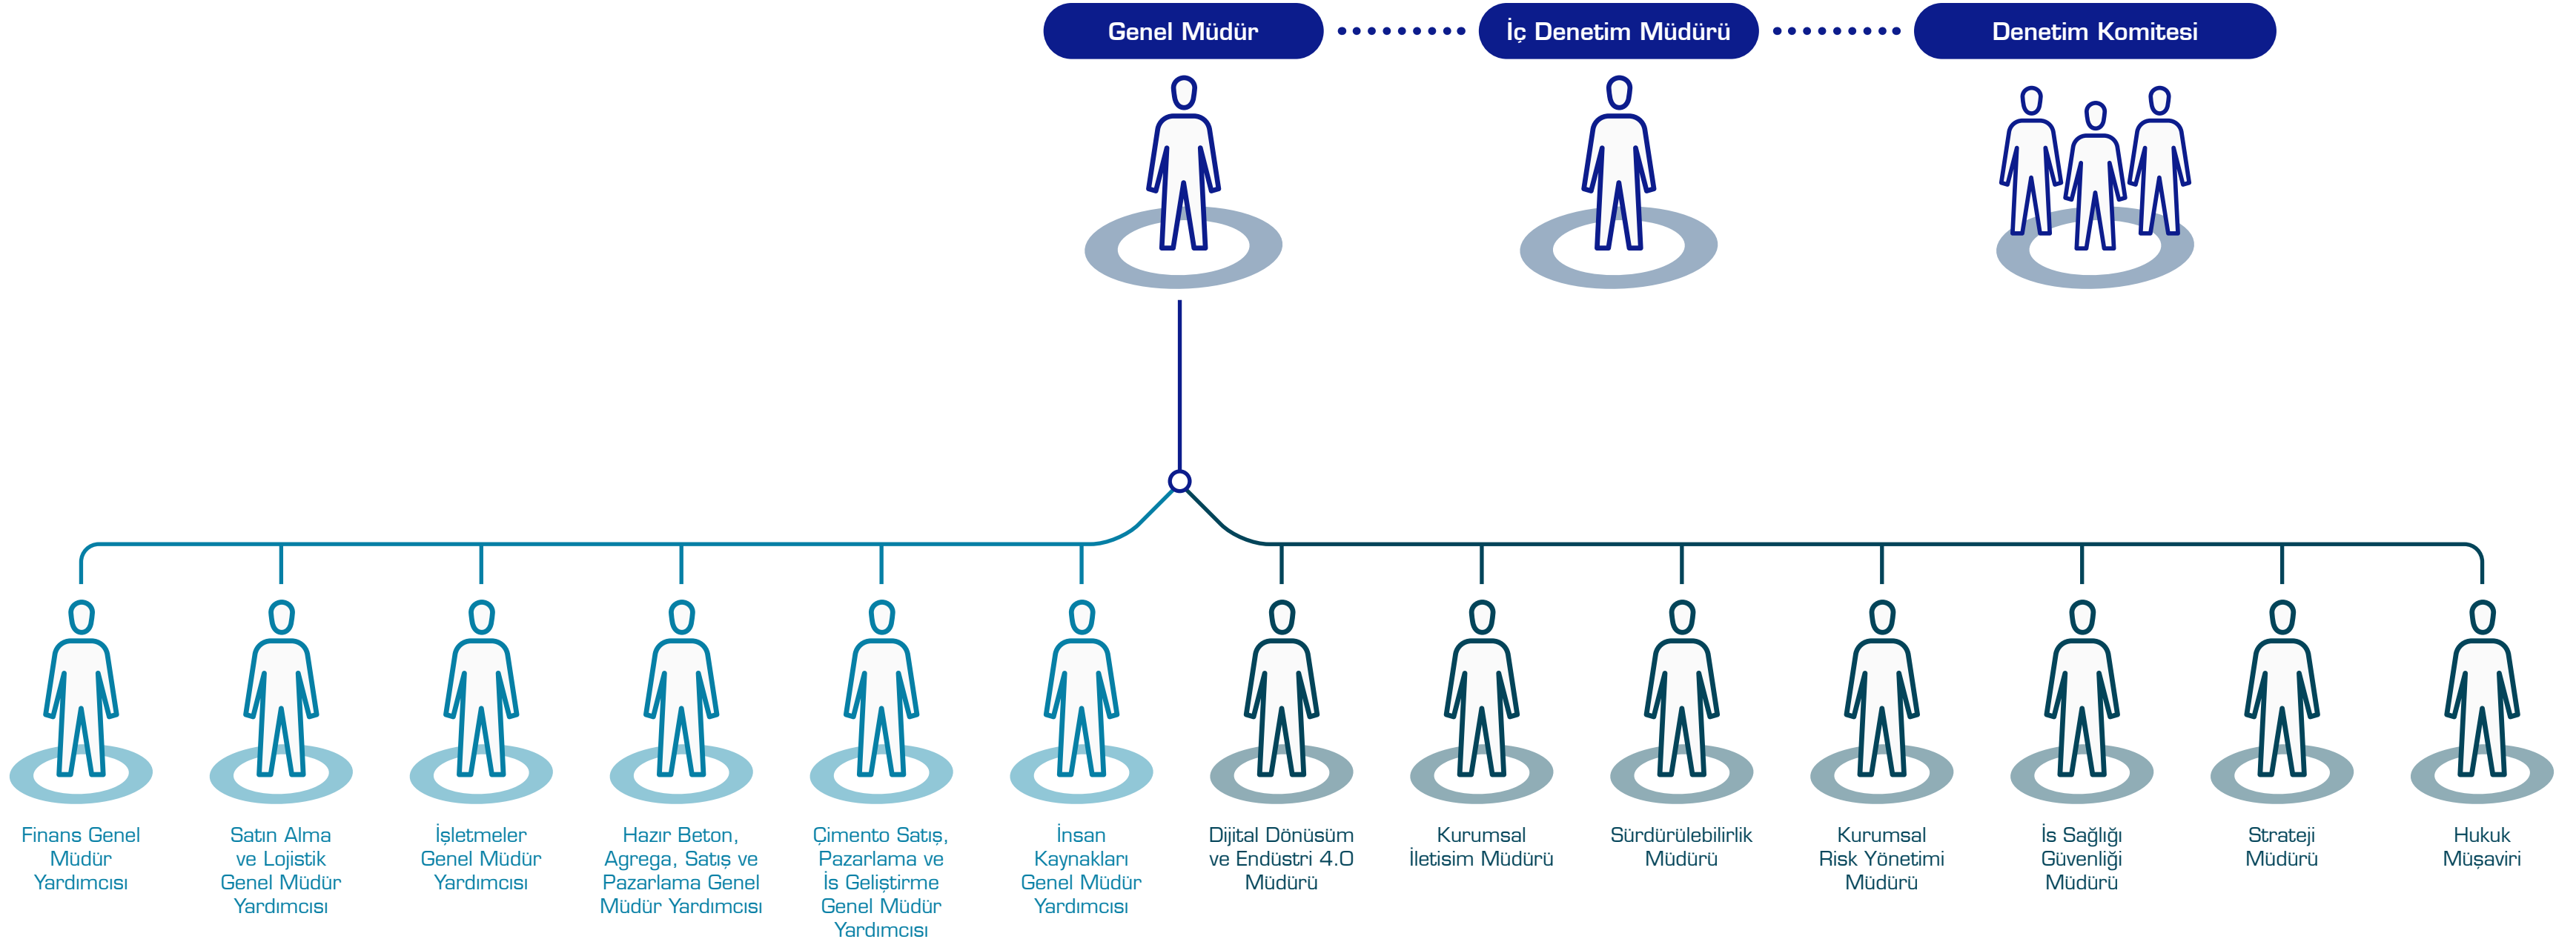 Genel Müdür
İç Denetim Müdürü
Denetim Komitesi
Finans Genel
Müdür
Yardımcısı
Satın Alma
ve Lojistik
Genel Müdür
Yardımcısı
İşletmeler
Genel Müdür
Yardımcısı
Hazır Beton,
Agrega, Satış ve
Pazarlama Genel
Müdür Yardımcısı
Çimento Satış,
Pazarlama ve
İs Geliştirme
Genel Müdür
Yardımcısı
İnsan
Kaynakları
Genel Müdür
Yardımcısı
Dijital Dönüsüm
ve Endüstri 4.0
Müdürü
Kurumsal
İletisim Müdürü
Sürdürülebilirlik
Müdürü
Kurumsal
Risk Yönetimi
Müdürü
İs Sağlığı
Güvenliği
Müdürü
Strateji
Müdürü
Hukuk
Müşaviri